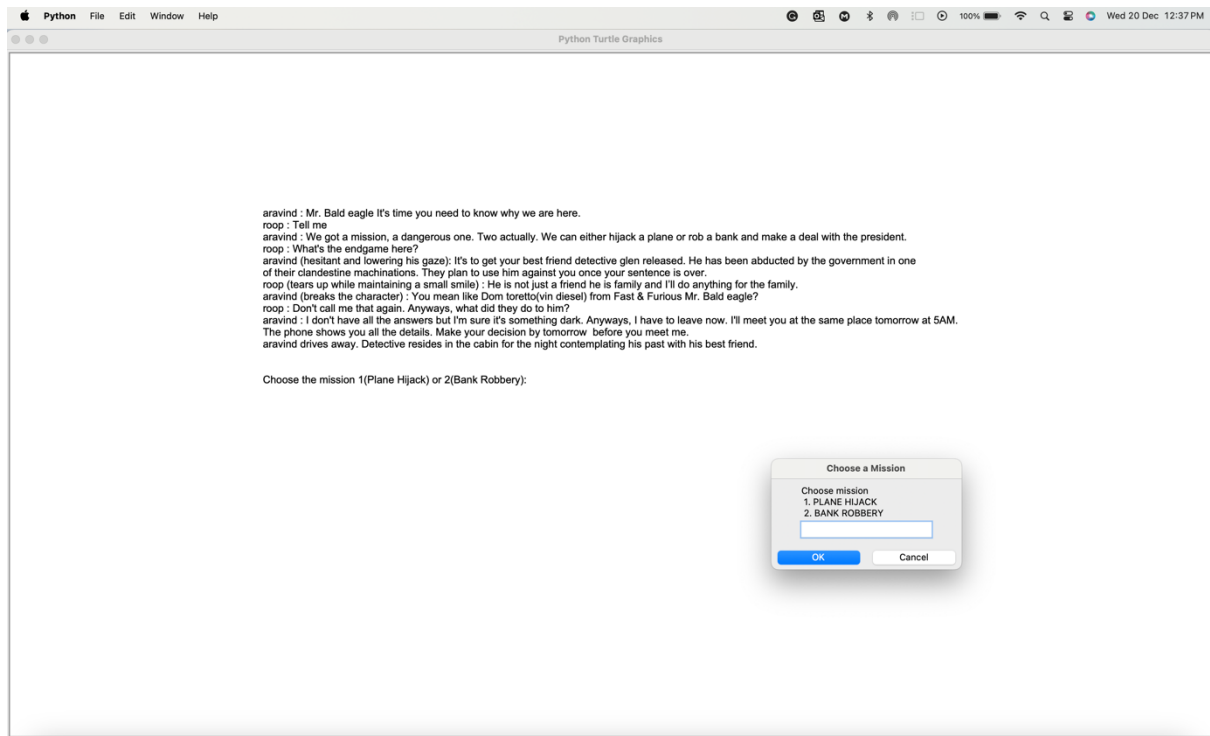 Python File Edit Window Help 100% Wed 20 Dec 12:37 PM
Python Turtle Graphics
aravind : Mr. Bald eagle It's time you need to know why we are here.
roop : Tell me
aravind : We got a mission, a dangerous one. Two actually. We can either hijack a plane or rob a bank and make a deal with the president.
roop : What's the endgame here?
aravind (hesitant and lowering his gaze): It's to get your best friend detective glen released. He has been abducted by the government in one
of their clandestine machinations. They plan to use him against you once your sentence is over.
roop (tears up while maintaining a small smile) : He is not just a friend he is family and I'll do anything for the family.
aravind (breaks the character) : You mean like Dom toretto(vin diesel) from Fast & Furious Mr. Bald eagle?
roop : Don't call me that again. Anyways, what did they do to him?
aravind : I don't have all the answers but I'm sure it's something dark. Anyways, I have to leave now. I'll meet you at the same place tomorrow at 5AM.
The phone shows you all the details. Make your decision by tomorrow  before you meet me.
aravind drives away. Detective resides in the cabin for the night contemplating his past with his best friend.
Choose the mission 1(Plane Hijack) or 2(Bank Robbery):
Choose a Mission
Choose mission
1. PLANE HIJACK
2. BANK ROBBERY
OK Cancel